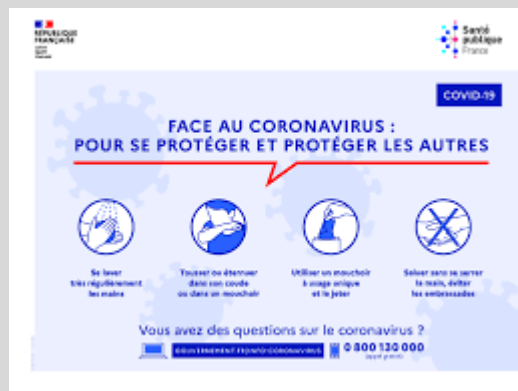 RÉPUBLIQUE
FRANÇAISE
Santé
publique
France
COVID-19
FACE AU CORONAVIRUS :
POUR SE PROTÉGER ET PROTÉGER LES AUTRES
Se laver
très régulièrement
les mains
Tousser ou éternuer
dans son coude
ou dans un mouchoir
Utiliser un mouchoir
à usage unique
et le jeter
Saluer sans se serrer
la main, éviter
les embrassades
Vous avez des questions sur le coronavirus ?
GOUVERNEMENT.FR/INFO-CORONAVIRUS
0 800 130 000
(appel gratuit)